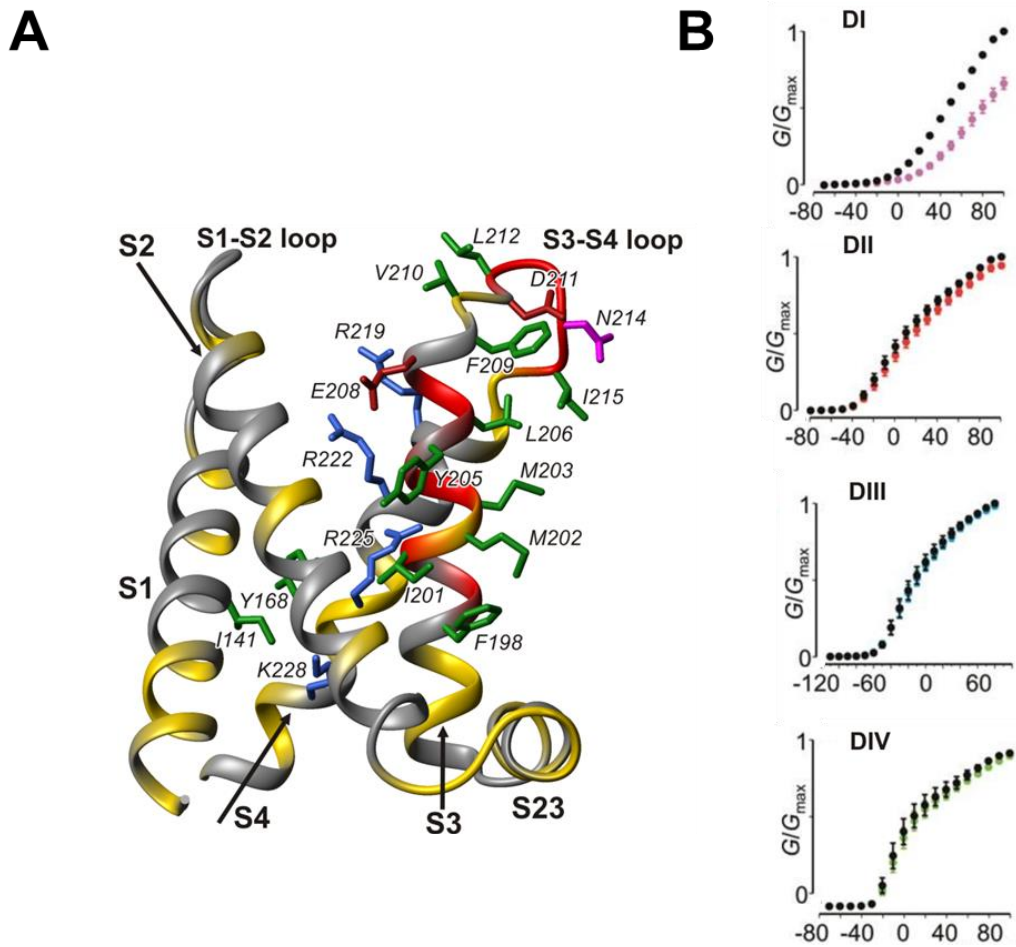 A
B
S2
S1-S2 loop
L212
S3-S4 loop
V210
D211
N214
R219
F209
E208
I215
L206
R222
Y205
M203
R225
M202
S1
Y168
I201
I141
F198
K228
S4
S3
S23
DI
1
G/Gmax
0
-80 -40 0 40 80
DII
1
G/Gmax
0
-80 -40 0 40 80
DIII
1
G/Gmax
0
-120 -60 0 60
DIV
1
G/Gmax
0
-80 -40 0 40 80